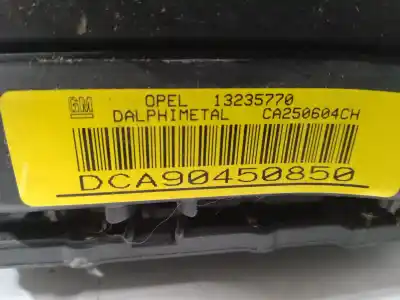 GM OPEL 13235770
DALPHIMETAL CA250604CH
DCA90450850